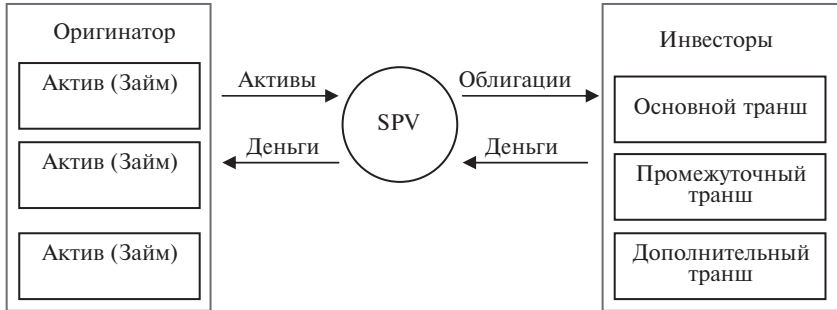 Оригинатор
Актив (Займ)
Актив (Займ)
Актив (Займ)
Активы
Деньги
SPV
Облигации
Деньги
Инвесторы
Основной транш
Промежуточный
транш
Дополнительный
транш